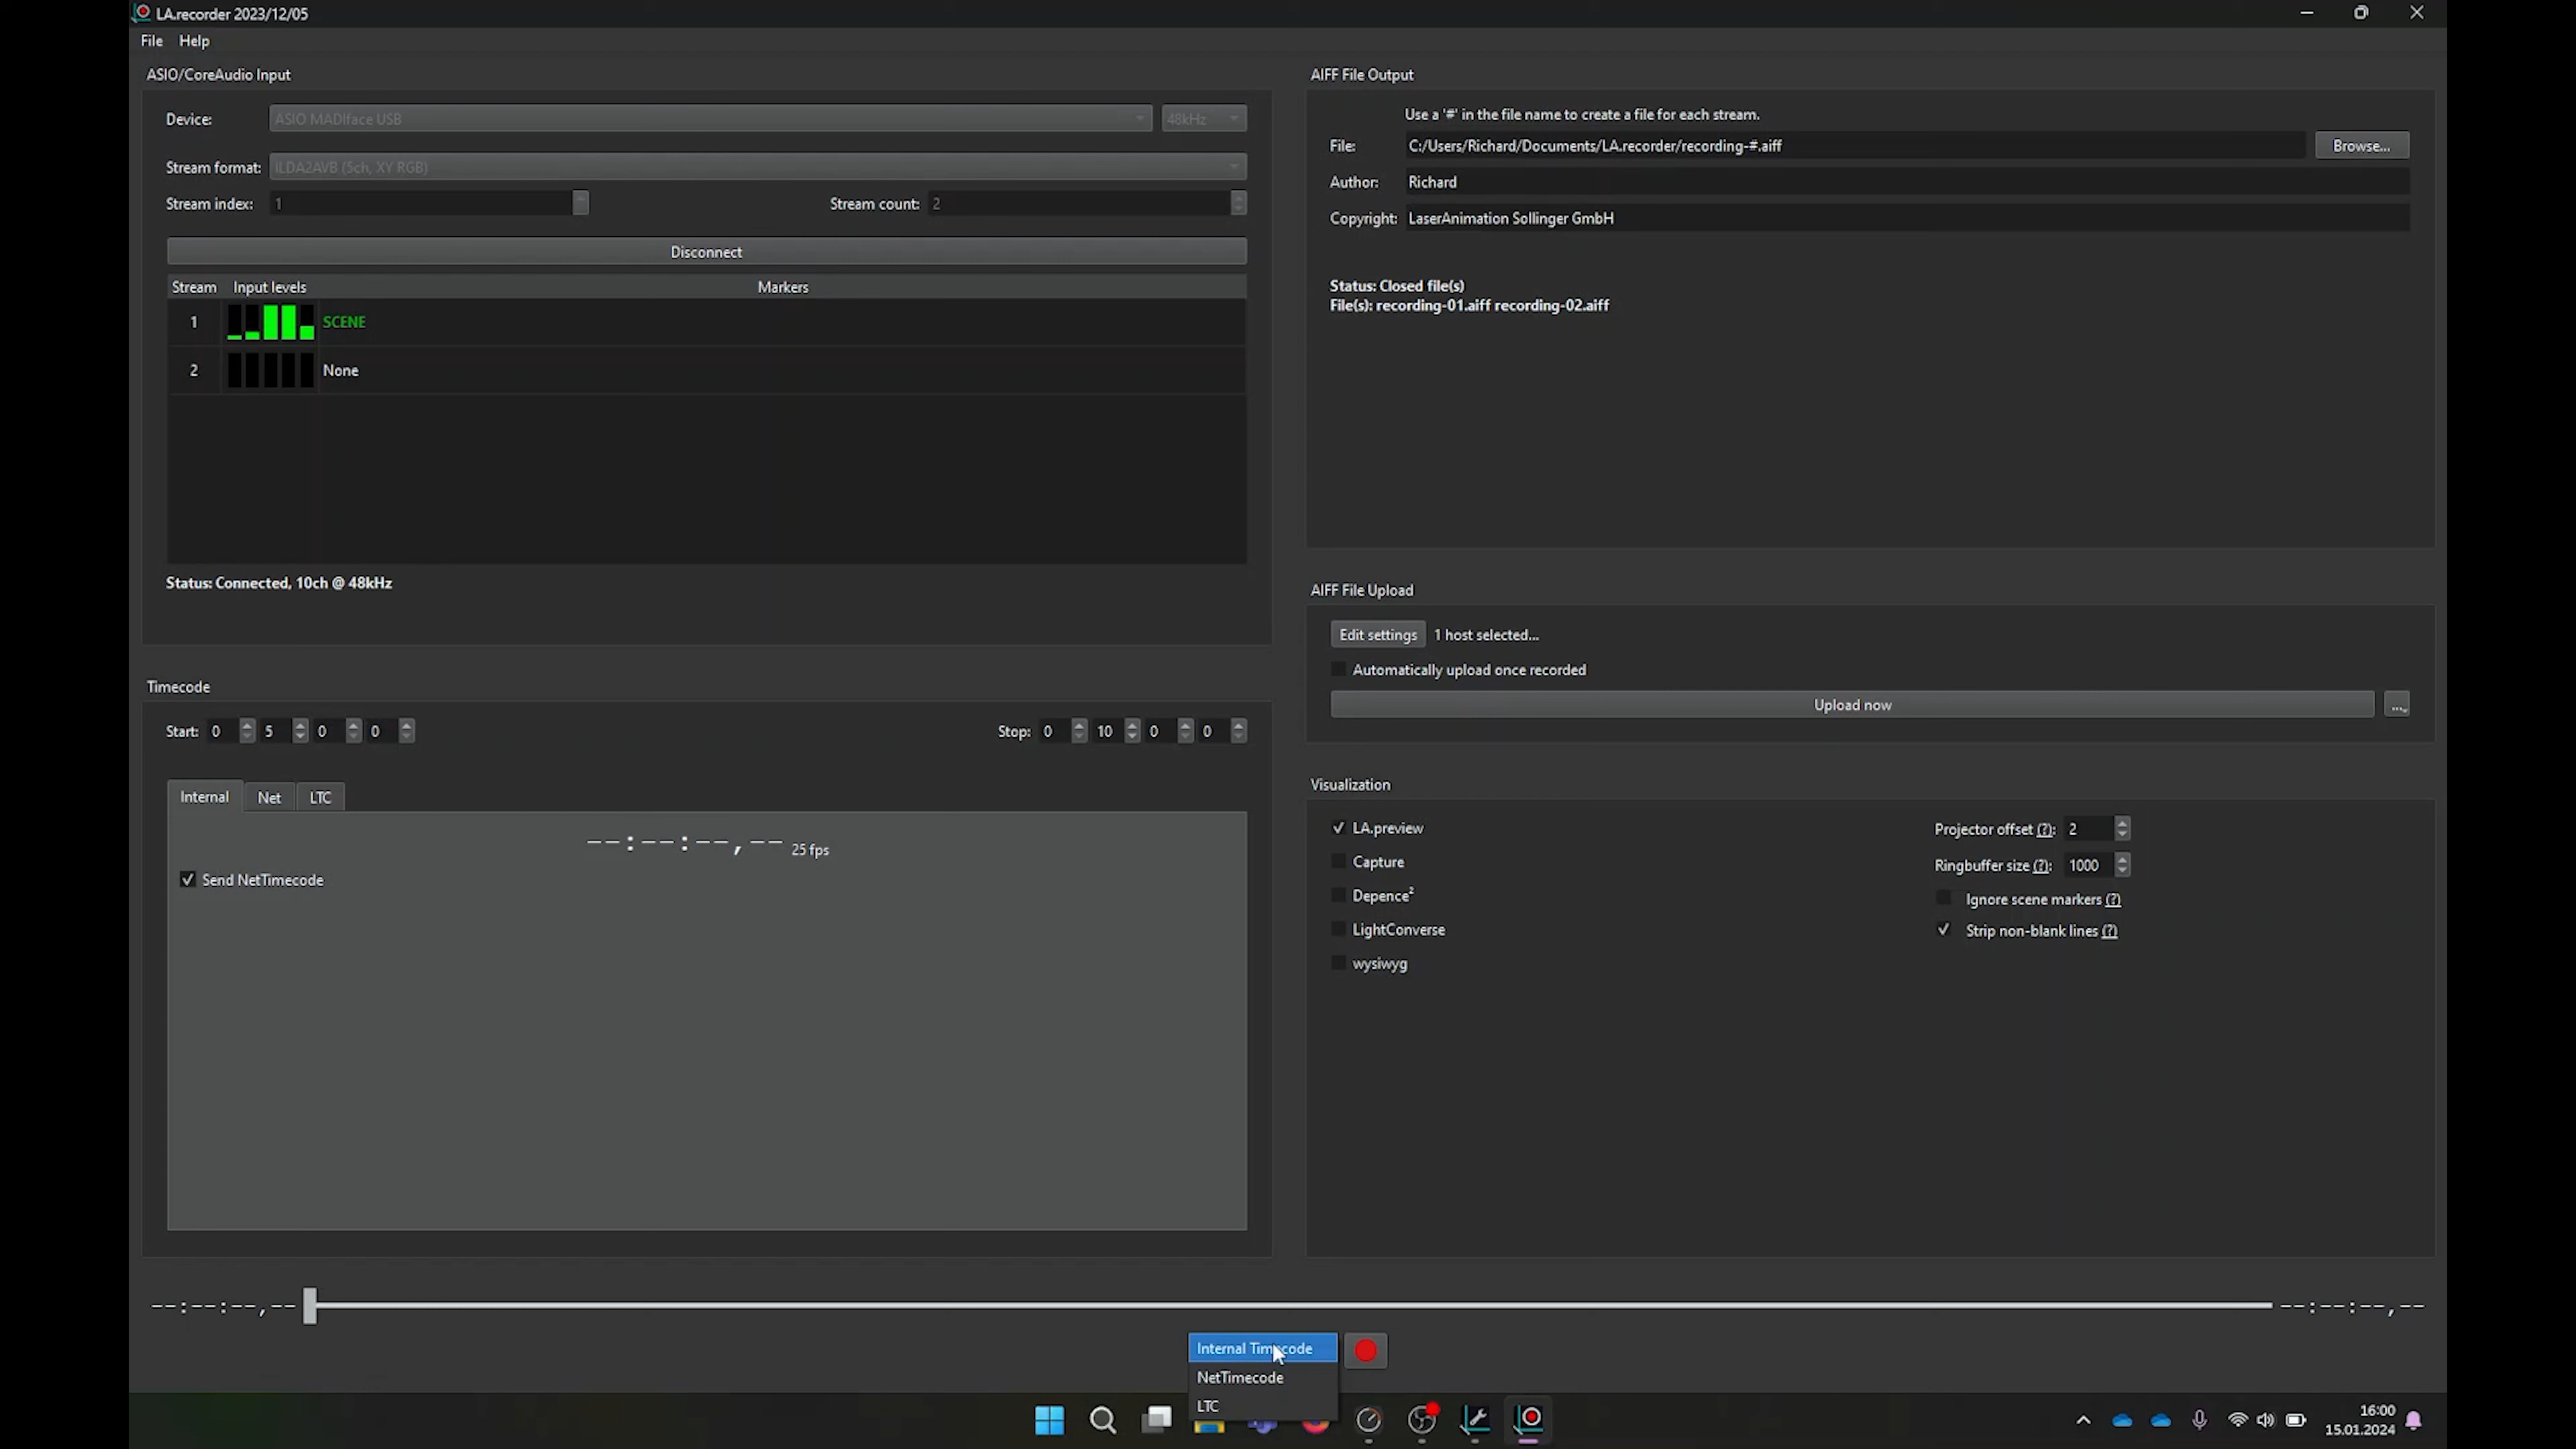 LA.recorder 2023/12/05
File Help
ASIO/CoreAudio Input
Device: ASIO MADIface USB 48kHz
Stream format: ILDA2AVB (5ch, XY RGB)
Stream index: 1 Stream count: 2
Disconnect
Stream Input levels Markers
1 SCENE
2 None
Status: Connected, 10ch @ 48kHz
Timecode
Start: 0 5 0 0 Stop: 0 10 0 0
Internal Net LTC
--:--:--,-- 25 fps
Send NetTimecode
AIFF File Output
Use a '#' in the file name to create a file for each stream.
File: C:/Users/Richard/Documents/LA.recorder/recording-#.aiff Browse...
Author: Richard
Copyright: LaserAnimation Sollinger GmbH
Status: Closed file(s)
File(s): recording-01.aiff recording-02.aiff
AIFF File Upload
Edit settings 1 host selected...
Automatically upload once recorded
Upload now ...
Visualization
LA.preview Projector offset (?): 2
Capture Ringbuffer size (?): 1000
Depence² Ignore scene markers (?)
LightConverse Strip non-blank lines (?)
wysiwyg
--:--:--,-- --:--:--,--
Internal Timecode
NetTimecode
LTC
16:00
15.01.2024